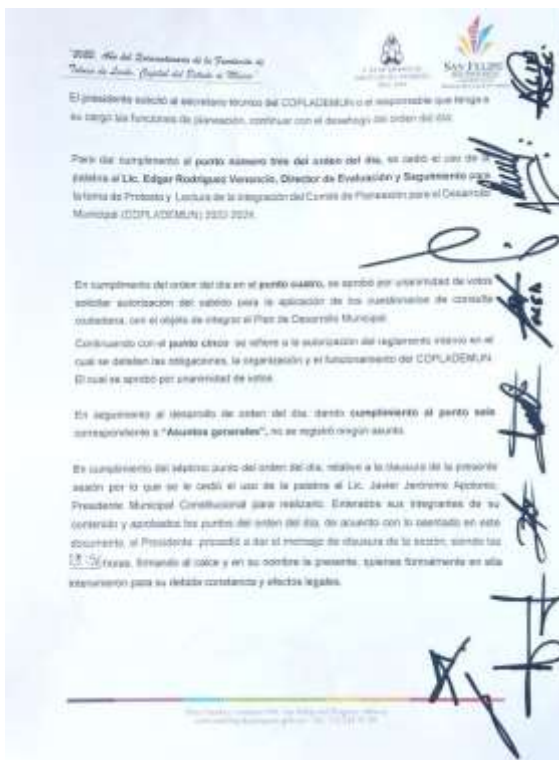 "2022. Año del Bicentenario de la Fundación de
Toluca de Lerdo, Capital del Estado de México"
SAN FELIPE
El presidente solicitó al secretario técnico del COPLADEMUN o el responsable que tenga a
su cargo las funciones de planeación, continuar con el desahogo del orden del día.
Para dar cumplimiento al punto número tres del orden del día, se cedió el uso de la
palabra al Lic. Edgar Rodríguez Venancio, Director de Evaluación y Seguimiento para
la toma de Protesta y Lectura de la integración del Comité de Planeación para el Desarrollo
Municipal (COPLADEMUN) 2022-2024.
En cumplimiento del orden del día en el punto cuatro, se aprobó por unanimidad de votos
solicitar autorización del cabildo para la aplicación de los cuestionarios de consulta
ciudadana, con el objeto de integrar el Plan de Desarrollo Municipal.
Continuando con el punto cinco se refiere a la autorización del reglamento interno en el
cual se detallan las obligaciones, la organización y el funcionamiento del COPLADEMUN.
El cual se aprobó por unanimidad de votos.
En seguimiento al desarrollo de orden del día, dando cumplimiento al punto seis
correspondiente a "Asuntos generales", no se registró ningún asunto.
En cumplimiento del séptimo punto del orden del día, relativo a la clausura de la presente
sesión por lo que se le cedió el uso de la palabra al Lic. Javier Jerónimo Apolonio,
Presidente Municipal Constitucional para realizarlo. Enterados sus integrantes de su
contenido y aprobados los puntos del orden del día, de acuerdo con lo asentado en este
documento, el Presidente procedió a dar el mensaje de clausura de la sesión, siendo las
horas, firmando al calce y en su nombre la presente, quienes formalmente en ella
intervinieron para su debida constancia y efectos legales.